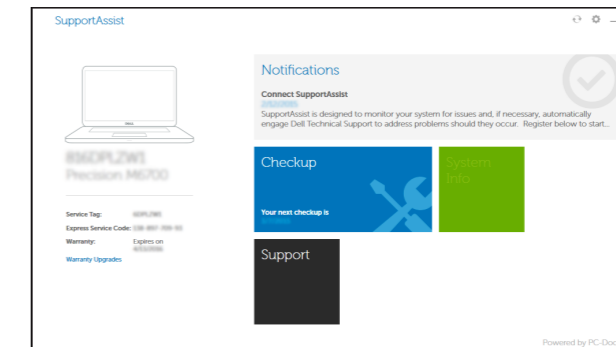 SupportAssist
Notifications
Connect SupportAssist
SupportAssist is designed to monitor your system for issues and, if necessary, automatically
engage Dell Technical Support to address problems should they occur. Register below to start...
Precision M6700
Checkup
System
Info
Your next checkup is
Service Tag:
Express Service Code:
Warranty: Expires on
Warranty Upgrades
Support
Powered by PC-Doc